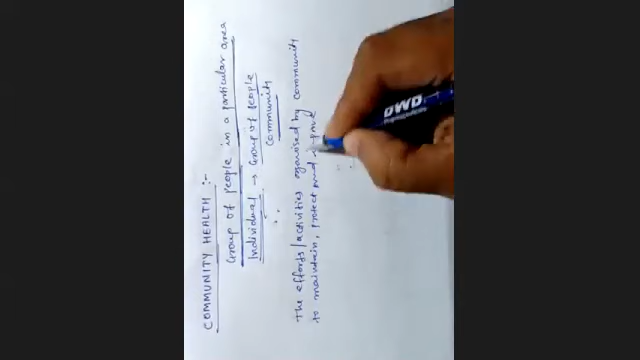 COMMUNITY HEALTH :-
Group of People in a particular area
Individual → Group of People
Community
The efforts/activities organised by community
to maintain, protect and
DWD